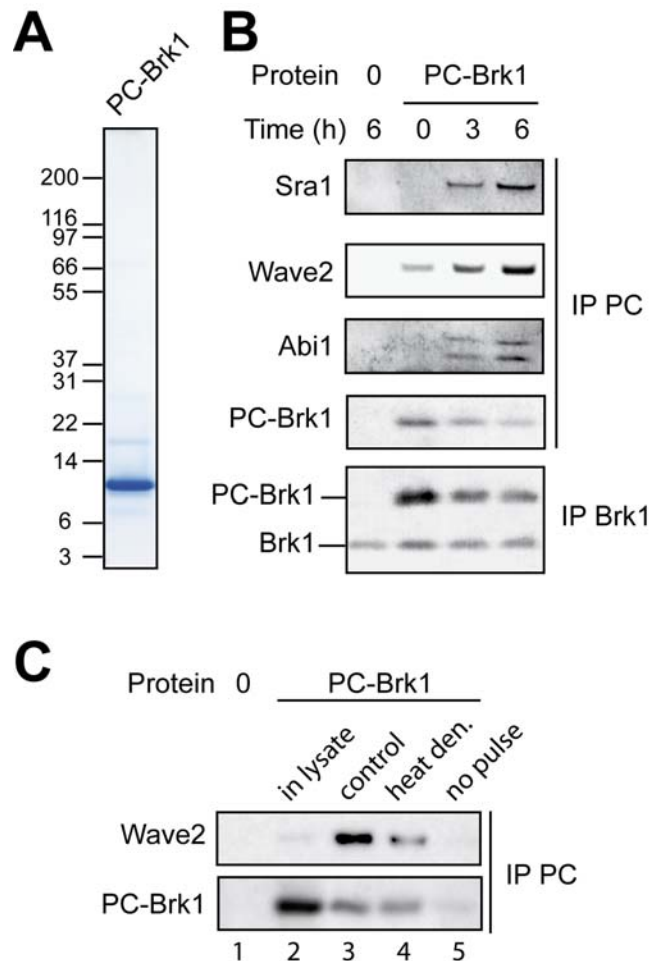 A
PC-Brk1
200
116
97
66
55
37
31
22
14
6
3
B
Protein 0 PC-Brk1
Time (h) 6 0 3 6
Sra1
Wave2
Abi1
PC-Brk1
IP PC
PC-Brk1
Brk1
IP Brk1
C
Protein 0 PC-Brk1
in lysate control heat den. no pulse
Wave2
PC-Brk1
IP PC
1 2 3 4 5